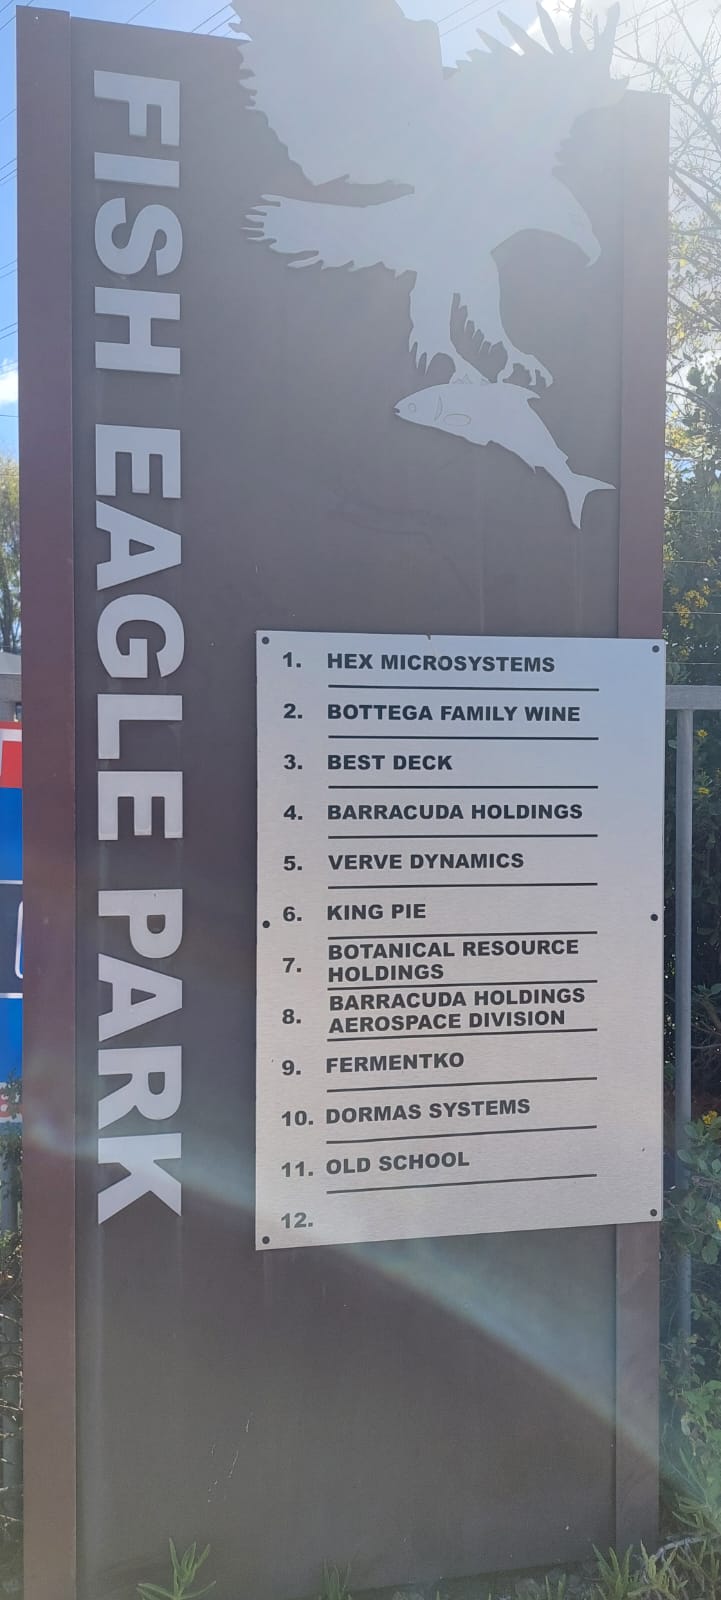 FISH EAGLE PARK
1. HEX MICROSYSTEMS
2. BOTTEGA FAMILY WINE
3. BEST DECK
4. BARRACUDA HOLDINGS
5. VERVE DYNAMICS
6. KING PIE
7. BOTANICAL RESOURCE
HOLDINGS
8. BARRACUDA HOLDINGS
AEROSPACE DIVISION
9. FERMENTKO
10. DORMAS SYSTEMS
11. OLD SCHOOL
12.